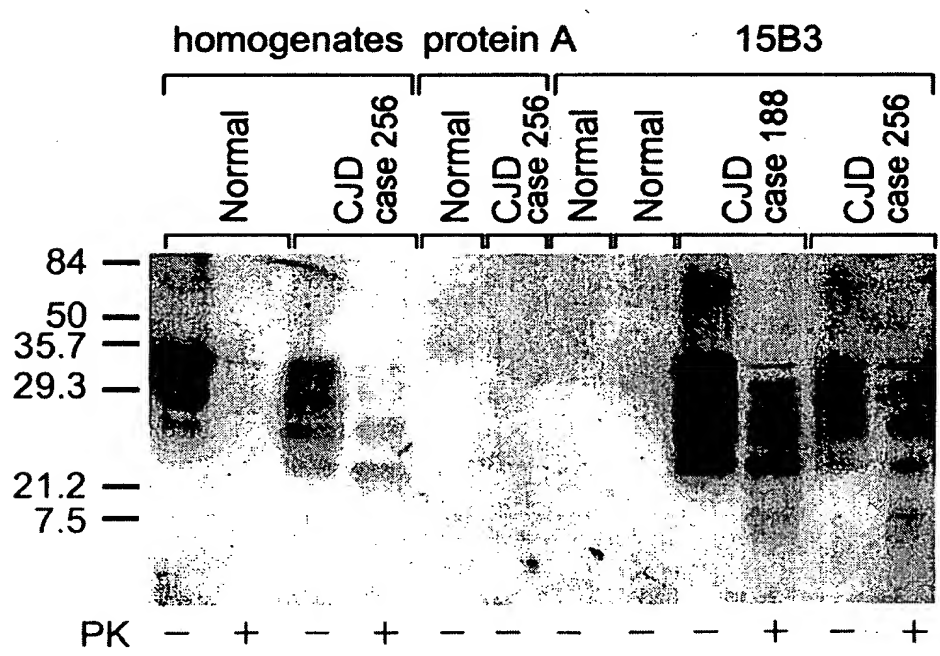 homogenates protein A 15B3
Normal
CJD
case 256
Normal
CJD
case 256
Normal
Normal
CJD
case 188
CJD
case 256
84
50
35.7
29.3
21.2
7.5
PK − + − + − − − − − + − +